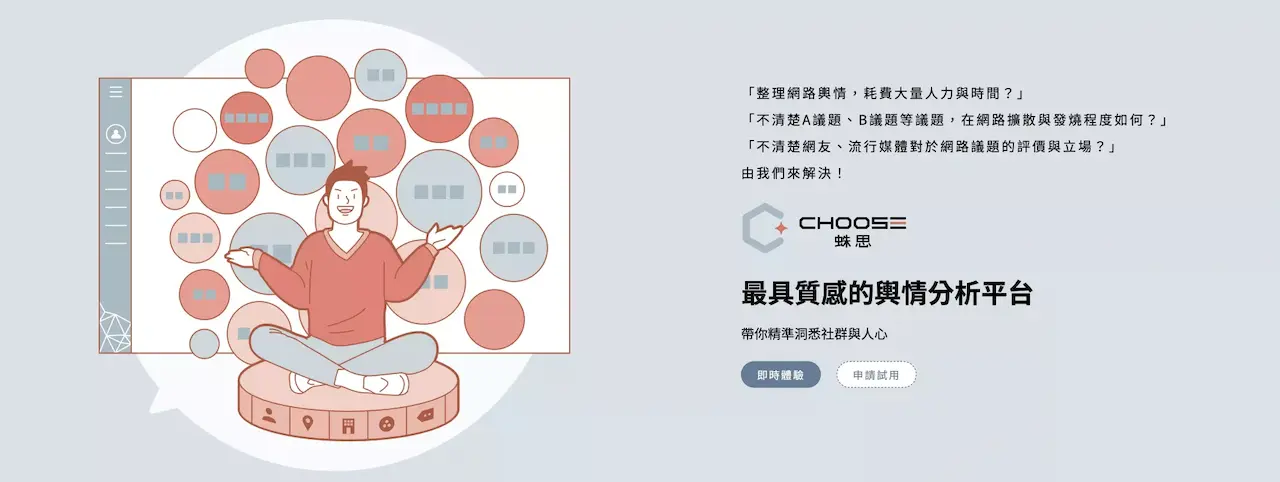 「整理網路輿情，耗費大量人力與時間？」
「不清楚A議題、B議題等議題，在網路擴散與發燒程度如何？」
「不清楚網友、流行媒體對於網路議題的評價與立場？」
由我們來解決！
CHOOSE
蛛思
最具質感的輿情分析平台
帶你精準洞悉社群與人心
即時體驗
申請試用